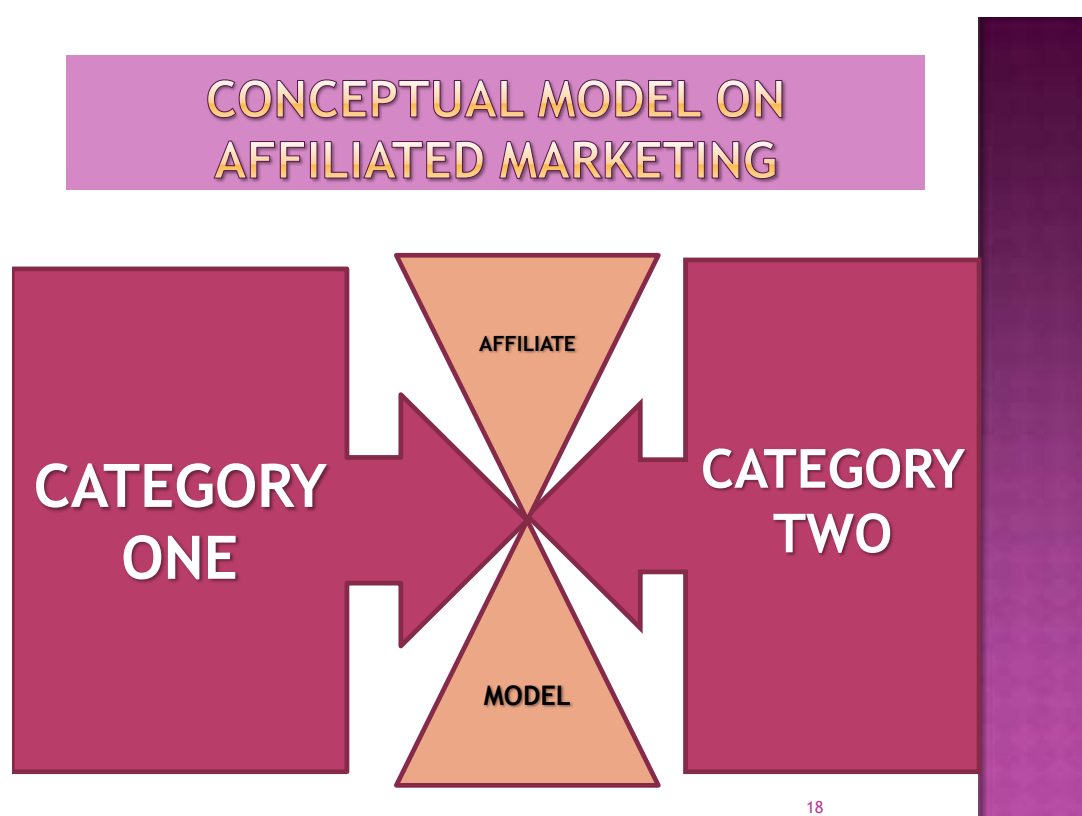 CONCEPTUAL MODEL ON
AFFILIATED MARKETING
AFFILIATE
CATEGORY
ONE
CATEGORY
TWO
MODEL
18